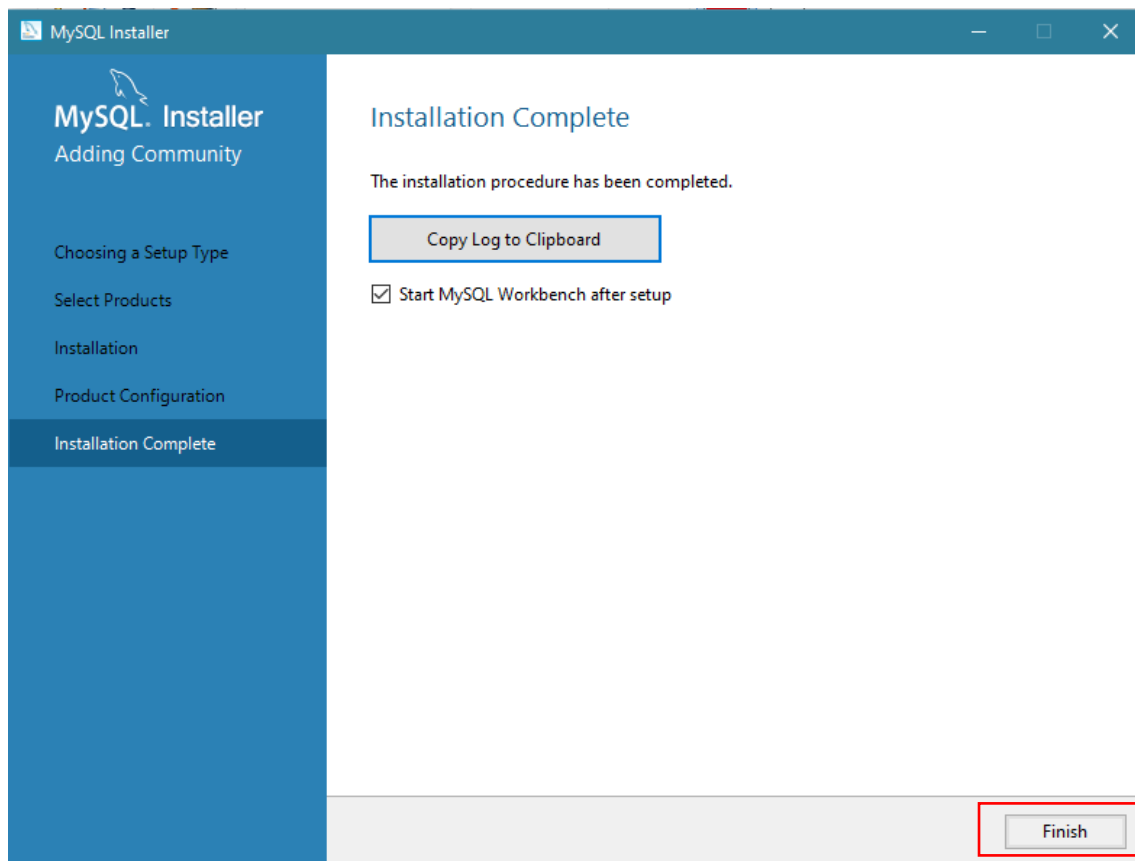 MySQL Installer
MySQL. Installer
Adding Community
Choosing a Setup Type
Select Products
Installation
Product Configuration
Installation Complete
Installation Complete
The installation procedure has been completed.
Copy Log to Clipboard
Start MySQL Workbench after setup
Finish